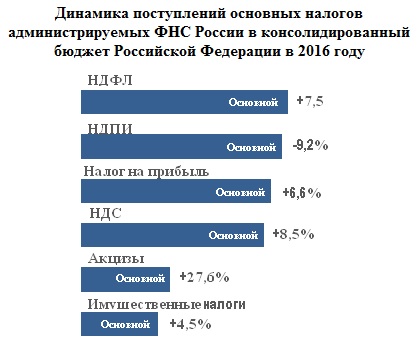 Динамика поступлений основных налогов
администрируемых ФНС России в консолидированный
бюджет Российской Федерации в 2016 году
НДФЛ
Основной +7,5
НДПИ
Основной -9,2%
Налог на прибыль
Основной +6,6%
НДС
Основной +8,5%
Акцизы
Основной +27,6%
Имущественные налоги
Основной +4,5%